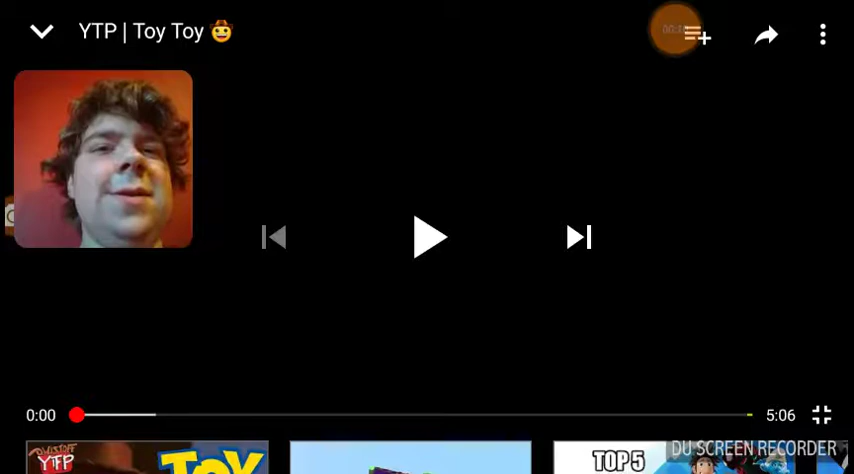 YTP | Toy Toy 🤠
0:00
5:06
YTP
TOY
TOP 5
DU SCREEN RECORDER